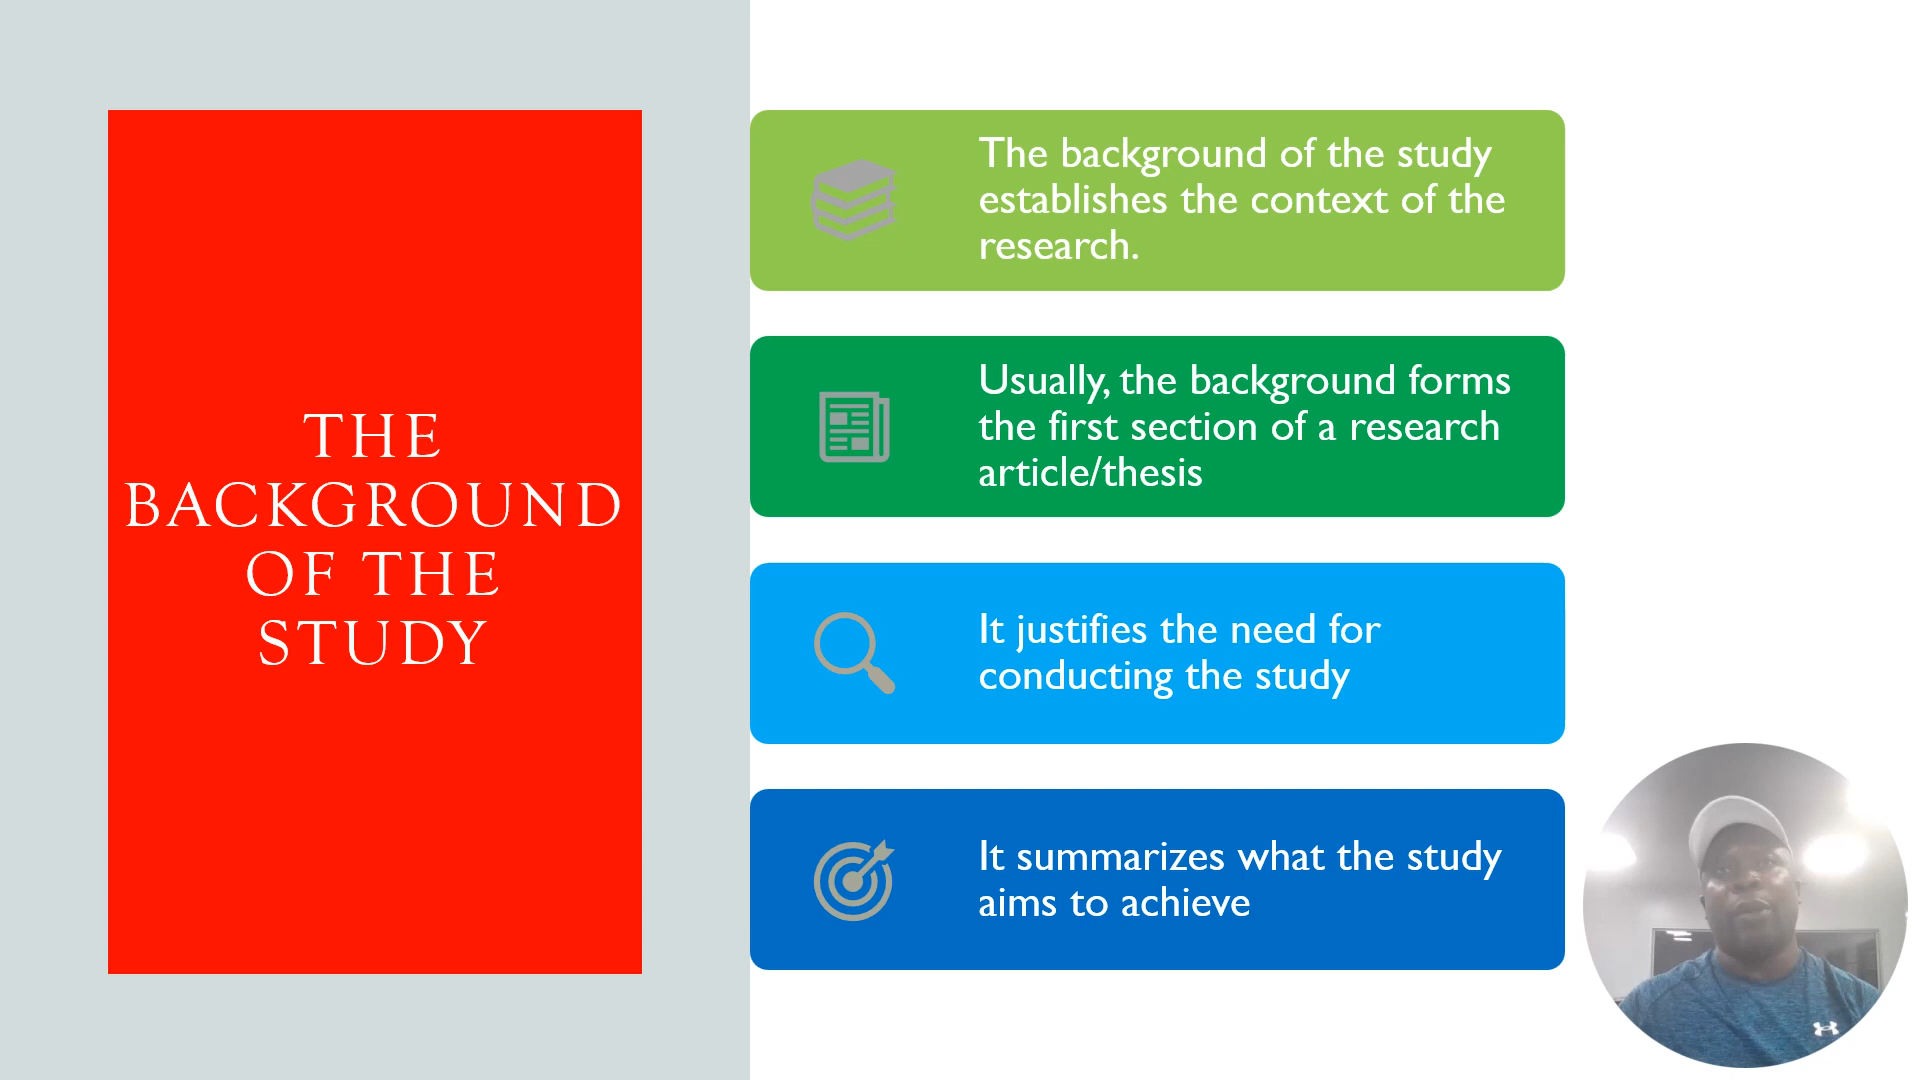 THE
BACKGROUND
OF THE
STUDY
The background of the study
establishes the context of the
research.
Usually, the background forms
the first section of a research
article/thesis
It justifies the need for
conducting the study
It summarizes what the study
aims to achieve